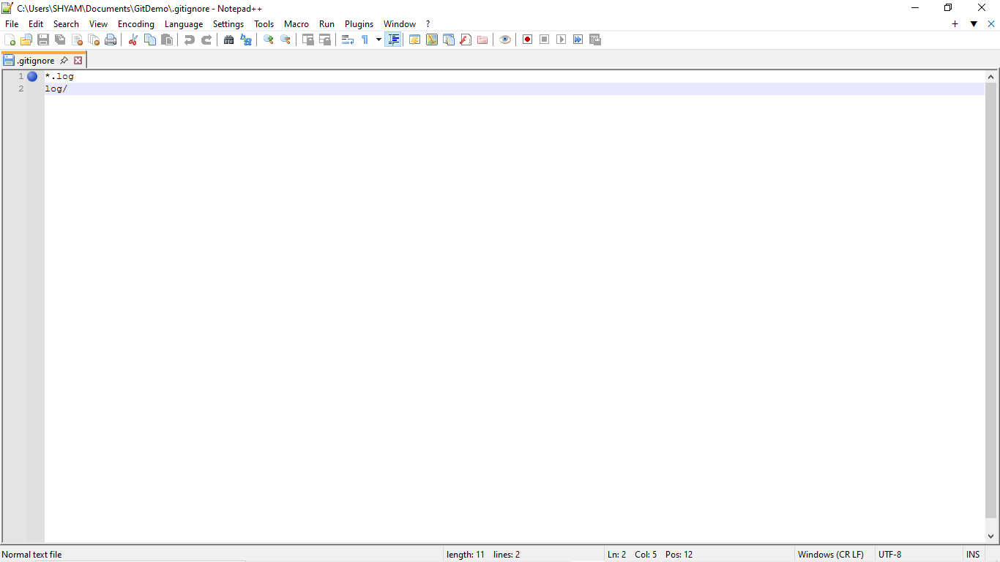 C:\Users\SHYAM\Documents\GitDemo\.gitignore - Notepad++
File Edit Search View Encoding Language Settings Tools Macro Run Plugins Window ? + ▼ ✕
.gitignore
1 *.log
2 log/
Normal text file length: 11 lines: 2 Ln: 2 Col: 5 Pos: 12 Windows (CR LF) UTF-8 INS